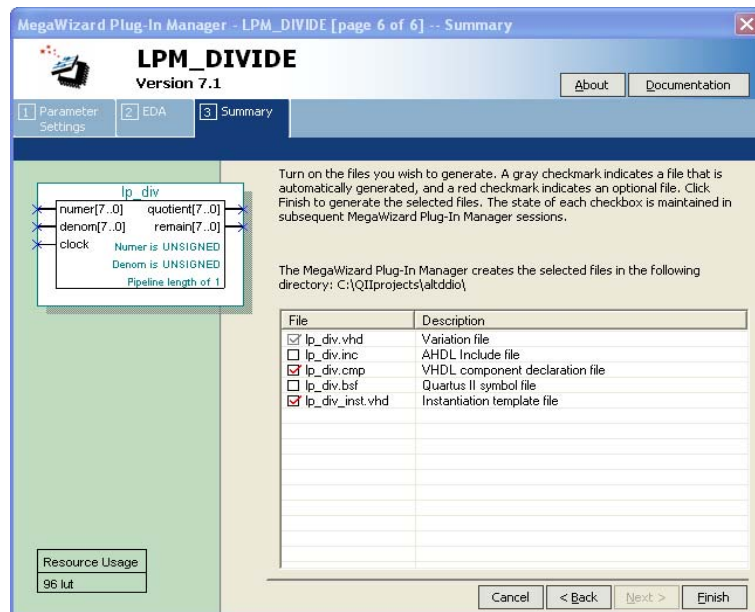 MegaWizard Plug-In Manager - LPM_DIVIDE [page 6 of 6] -- Summary
LPM_DIVIDE
Version 7.1
About
Documentation
1 Parameter Settings
2 EDA
3 Summary
lp_div
numer[7..0] quotient[7..0]
denom[7..0] remain[7..0]
clock Numer is UNSIGNED
Denom is UNSIGNED
Pipeline length of 1
Turn on the files you wish to generate. A gray checkmark indicates a file that is
automatically generated, and a red checkmark indicates an optional file. Click
Finish to generate the selected files. The state of each checkbox is maintained in
subsequent MegaWizard Plug-In Manager sessions.
The MegaWizard Plug-In Manager creates the selected files in the following
directory: C:\QIIprojects\altddio\
File Description
lp_div.vhd Variation file
lp_div.inc AHDL Include file
lp_div.cmp VHDL component declaration file
lp_div.bsf Quartus II symbol file
lp_div_inst.vhd Instantiation template file
Resource Usage
96 lut
Cancel
< Back
Next >
Finish